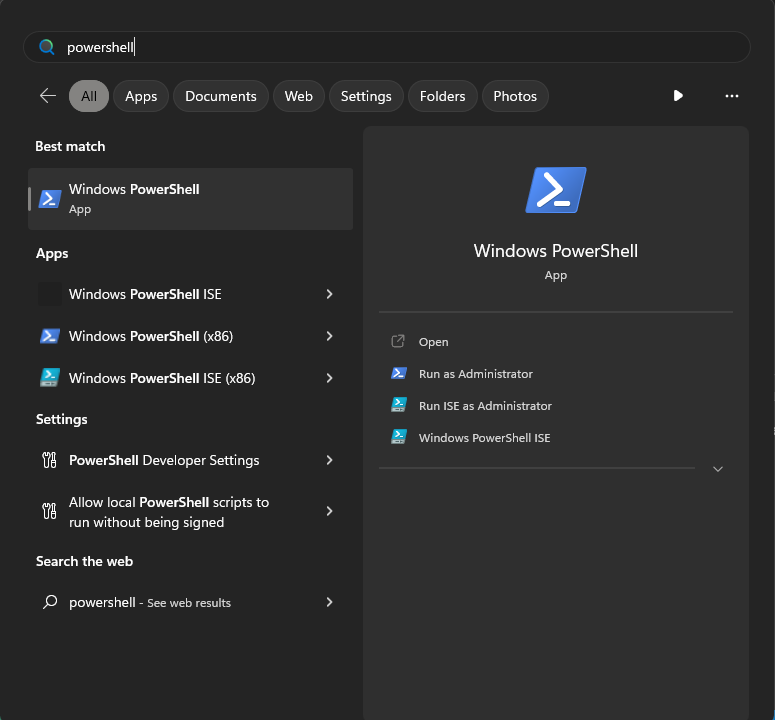 powershell
All
Apps
Documents
Web
Settings
Folders
Photos
Best match
Windows PowerShell
App
Apps
Windows PowerShell ISE
Windows PowerShell (x86)
Windows PowerShell ISE (x86)
Settings
PowerShell Developer Settings
Allow local PowerShell scripts to
run without being signed
Search the web
powershell - See web results
Windows PowerShell
App
Open
Run as Administrator
Run ISE as Administrator
Windows PowerShell ISE